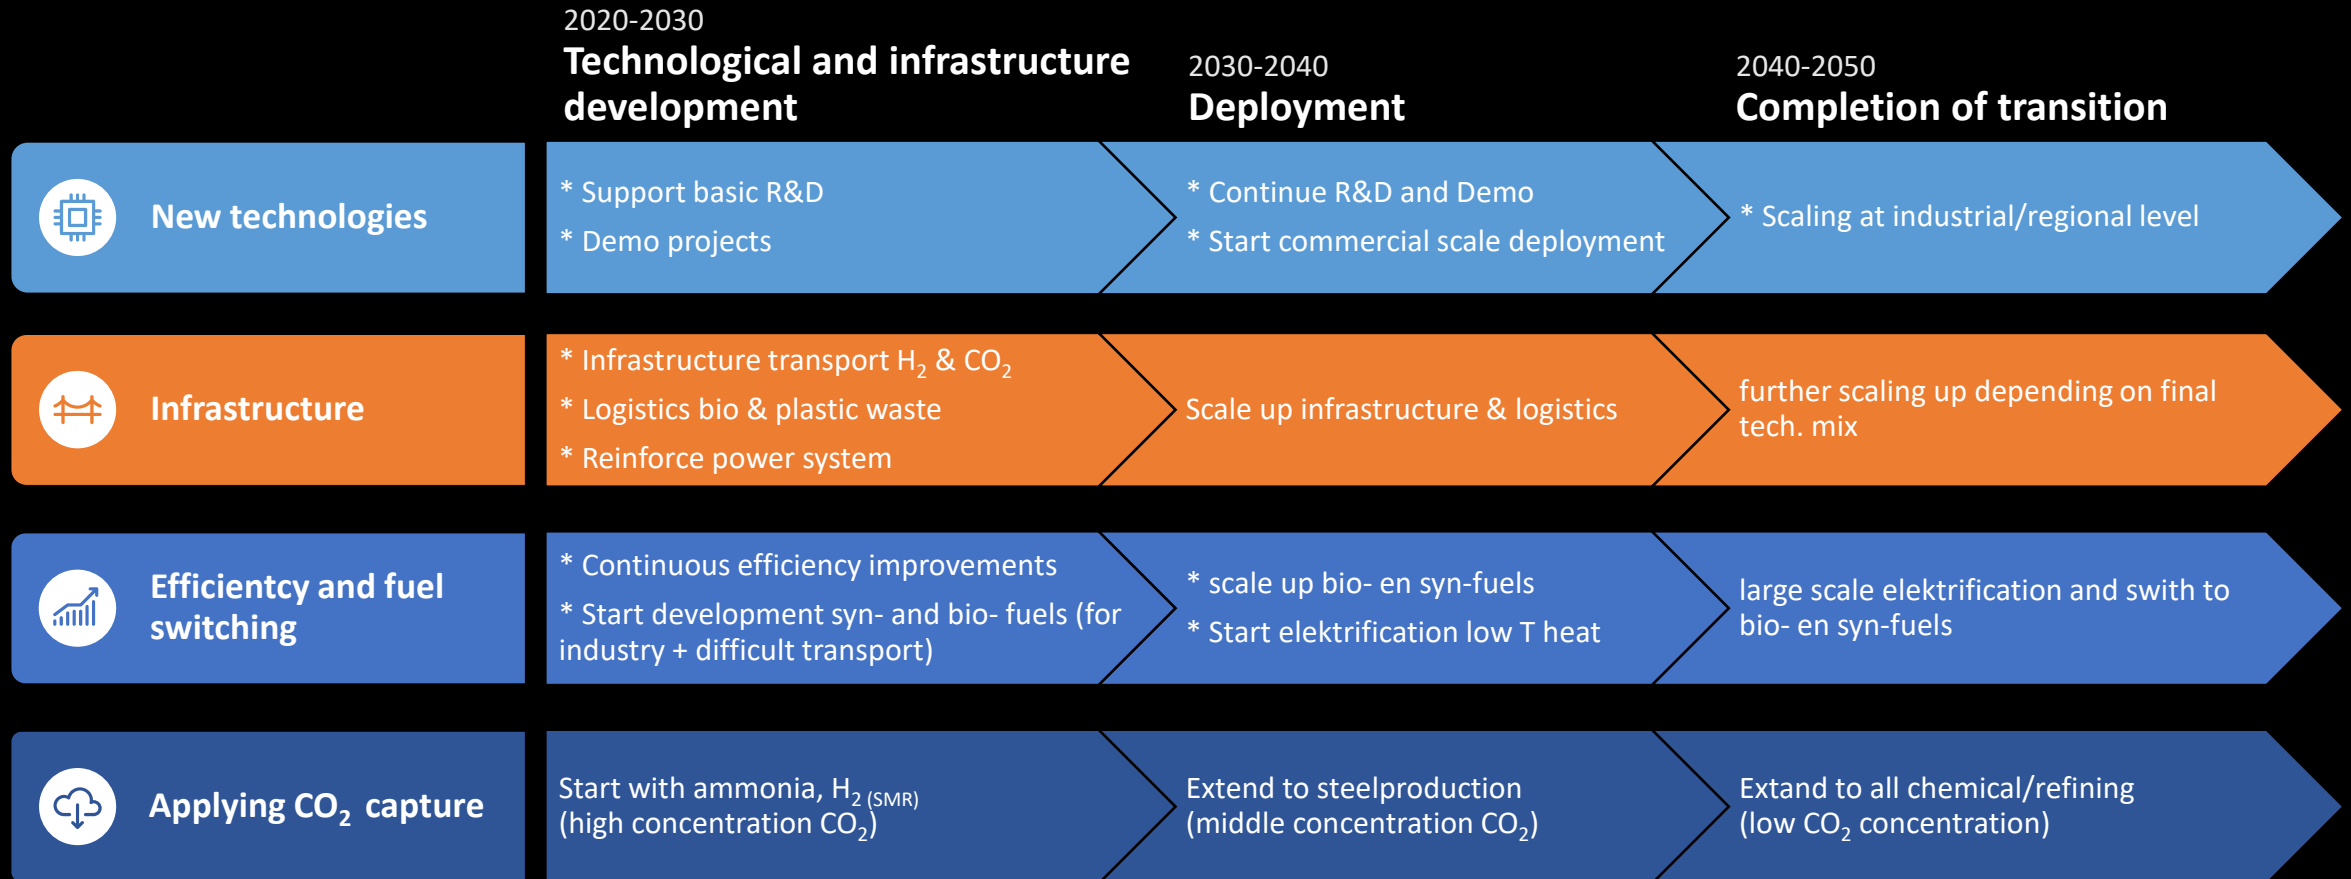 2020-2030
Technological and infrastructure
development
2030-2040
Deployment
2040-2050
Completion of transition
New technologies
* Support basic R&D
* Demo projects
* Continue R&D and Demo
* Start commercial scale deployment
* Scaling at industrial/regional level
Infrastructure
* Infrastructure transport H₂ & CO₂
* Logistics bio & plastic waste
* Reinforce power system
Scale up infrastructure & logistics
further scaling up depending on final
tech. mix
Efficientcy and fuel
switching
* Continuous efficiency improvements
* Start development syn- and bio- fuels (for
industry + difficult transport)
* scale up bio- en syn-fuels
* Start elektrification low T heat
large scale elektrification and swith to
bio- en syn-fuels
Applying CO₂ capture
Start with ammonia, H₂ (SMR)
(high concentration CO₂)
Extend to steelproduction
(middle concentration CO₂)
Extand to all chemical/refining
(low CO₂ concentration)